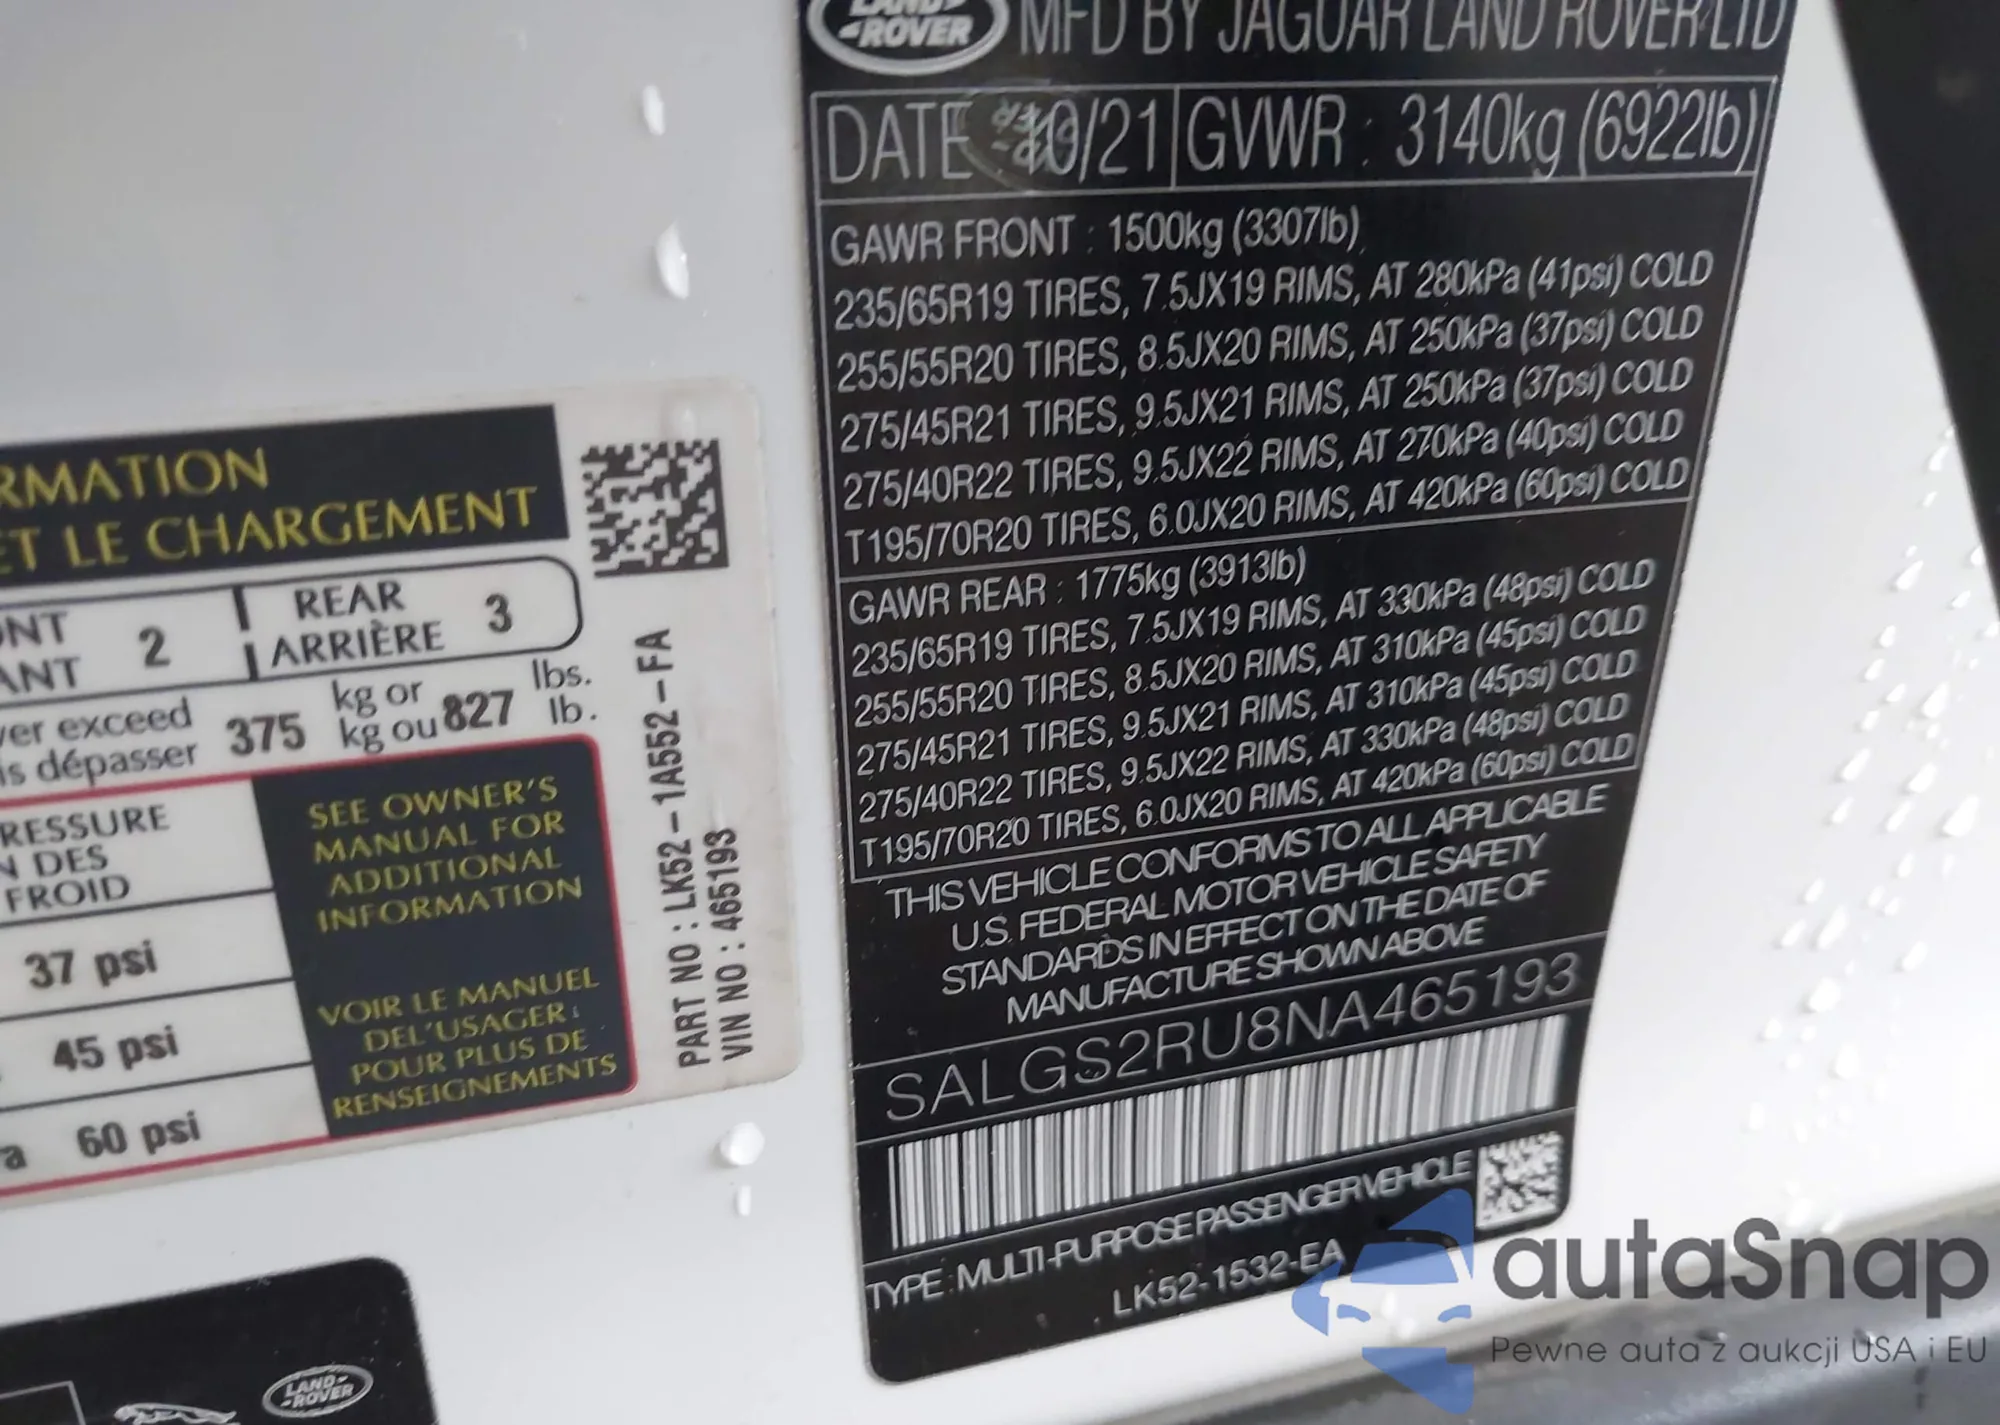 RMATION
ET LE CHARGEMENT
ONT
ANT 2
REAR
ARRIÈRE 3
ver exceed
is dépasser 375 kg or
kg ou 827 lbs.
lb.
RESSURE
N DES
FROID
37 psi
45 psi
a 60 psi
SEE OWNER'S
MANUAL FOR
ADDITIONAL
INFORMATION
VOIR LE MANUEL
DEL'USAGER
POUR PLUS DE
RENSEIGNEMENTS
PART NO : LK52-1A552-FA
VIN NO : 465193
LAND-
-ROVER
LAND-
-ROVER
MFD BY JAGUAR LAND ROVER LTD
DATE 10/21 GVWR : 3140kg (6922lb)
GAWR FRONT : 1500kg (3307lb)
235/65R19 TIRES, 7.5JX19 RIMS, AT 280kPa (41psi) COLD
255/55R20 TIRES, 8.5JX20 RIMS, AT 250kPa (37psi) COLD
275/45R21 TIRES, 9.5JX21 RIMS, AT 250kPa (37psi) COLD
275/40R22 TIRES, 9.5JX22 RIMS, AT 270kPa (40psi) COLD
T195/70R20 TIRES, 6.0JX20 RIMS, AT 420kPa (60psi) COLD
GAWR REAR : 1775kg (3913lb)
235/65R19 TIRES, 7.5JX19 RIMS, AT 330kPa (48psi) COLD
255/55R20 TIRES, 8.5JX20 RIMS, AT 310kPa (45psi) COLD
275/45R21 TIRES, 9.5JX21 RIMS, AT 310kPa (45psi) COLD
275/40R22 TIRES, 9.5JX22 RIMS, AT 330kPa (48psi) COLD
T195/70R20 TIRES, 6.0JX20 RIMS, AT 420kPa (60psi) COLD
THIS VEHICLE CONFORMS TO ALL APPLICABLE
U.S. FEDERAL MOTOR VEHICLE SAFETY
STANDARDS IN EFFECT ON THE DATE OF
MANUFACTURE SHOWN ABOVE
SALGS2RU8NA465193
TYPE : MULTI-PURPOSE PASSENGER VEHICLE
LK52-1532-EA
autaSnap
Pewne auta z aukcji USA i EU